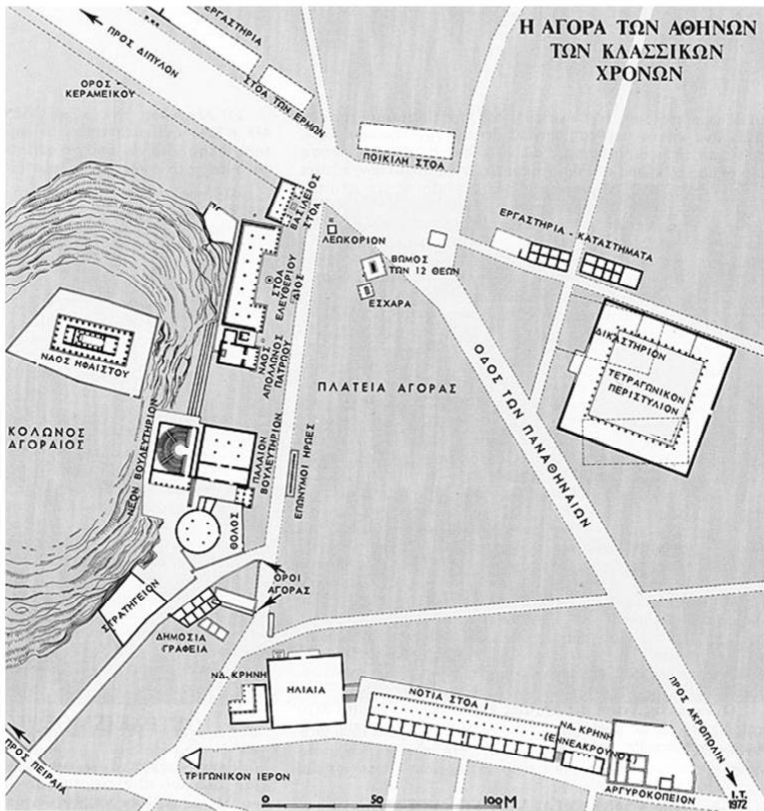 Η ΑΓΟΡΑ ΤΩΝ ΑΘΗΝΩΝ
ΤΩΝ ΚΛΑΣΣΙΚΩΝ
ΧΡΟΝΩΝ
ΠΡΟΣ ΔΙΠΥΛΟΝ
ΕΡΓΑΣΤΗΡΙΑ
ΣΤΟΑ ΤΩΝ ΕΡΜΩΝ
ΟΡΟΣ -
ΚΕΡΑΜΕΙΚΟΥ
ΠΟΙΚΙΛΗ ΣΤΟΑ
ΒΑΣΙΛΕΙΟΣ
ΣΤΟΑ
ΛΕΩΚΟΡΙΟΝ
ΕΡΓΑΣΤΗΡΙΑ - ΚΑΤΑΣΤΗΜΑΤΑ
ΒΩΜΟΣ
ΤΩΝ 12 ΘΕΩΝ
ΕΣΧΑΡΑ
ΣΤΟΑ
ΕΛΕΥΘΕΡΙΟΥ
ΔΙΟΣ
ΝΑΟΣ
ΑΠΟΛΛΩΝΟΣ
ΠΑΤΡΩΟΥ
ΝΑΟΣ ΗΦΑΙΣΤΟΥ
ΠΛΑΤΕΙΑ ΑΓΟΡΑΣ
ΔΙΚΑΣΤΗΡΙΟΝ
ΤΕΤΡΑΓΩΝΙΚΟΝ
ΠΕΡΙΣΤΥΛΙΟΝ
ΟΔΟΣ ΤΩΝ ΠΑΝΑΘΗΝΑΙΩΝ
ΚΟΛΩΝΟΣ
ΑΓΟΡΑΙΟΣ
ΝΕΟΝ ΒΟΥΛΕΥΤΗΡΙΟΝ
ΠΑΛΑΙΟΝ
ΒΟΥΛΕΥΤΗΡΙΟΝ
ΕΠΩΝΥΜΟΙ ΗΡΩΕΣ
ΘΟΛΟΣ
ΟΡΟΙ
ΑΓΟΡΑΣ
ΣΤΡΑΤΗΓΕΙΟΝ
ΔΗΜΟΣΙΑ
ΓΡΑΦΕΙΑ
ΝΔ. ΚΡΗΝΗ
ΗΛΙΑΙΑ
ΝΟΤΙΑ ΣΤΟΑ Ι
ΝΑ. ΚΡΗΝΗ
(ΕΝΝΕΑΚΡΟΥΝΟΣ)
ΠΡΟΣ ΑΚΡΟΠΟΛΙΝ
ΠΡΟΣ ΠΕΙΡΑΙΑ
ΤΡΙΓΩΝΙΚΟΝ ΙΕΡΟΝ
ΑΡΓΥΡΟΚΟΠΕΙΟΝ
0 50 100 Μ
Ι.Τ.
1972